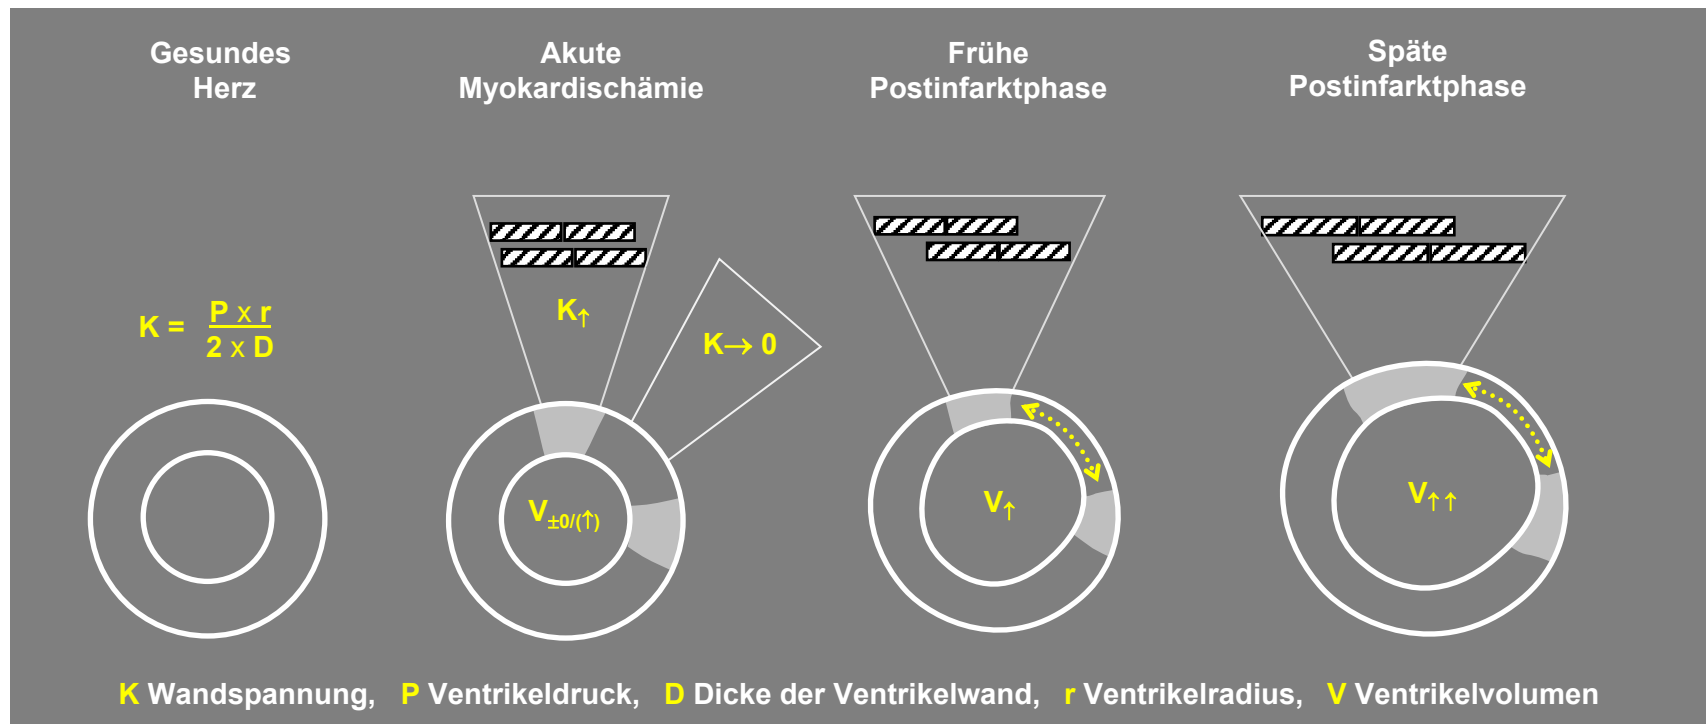 Gesundes
Herz
Akute
Myokardischämie
Frühe
Postinfarktphase
Späte
Postinfarktphase
K = P x r
2 x D
K↑
K→ 0
V±0/(↑)
V↑
V↑↑
K Wandspannung, P Ventrikeldruck, D Dicke der Ventrikelwand, r Ventrikelradius, V Ventrikelvolumen